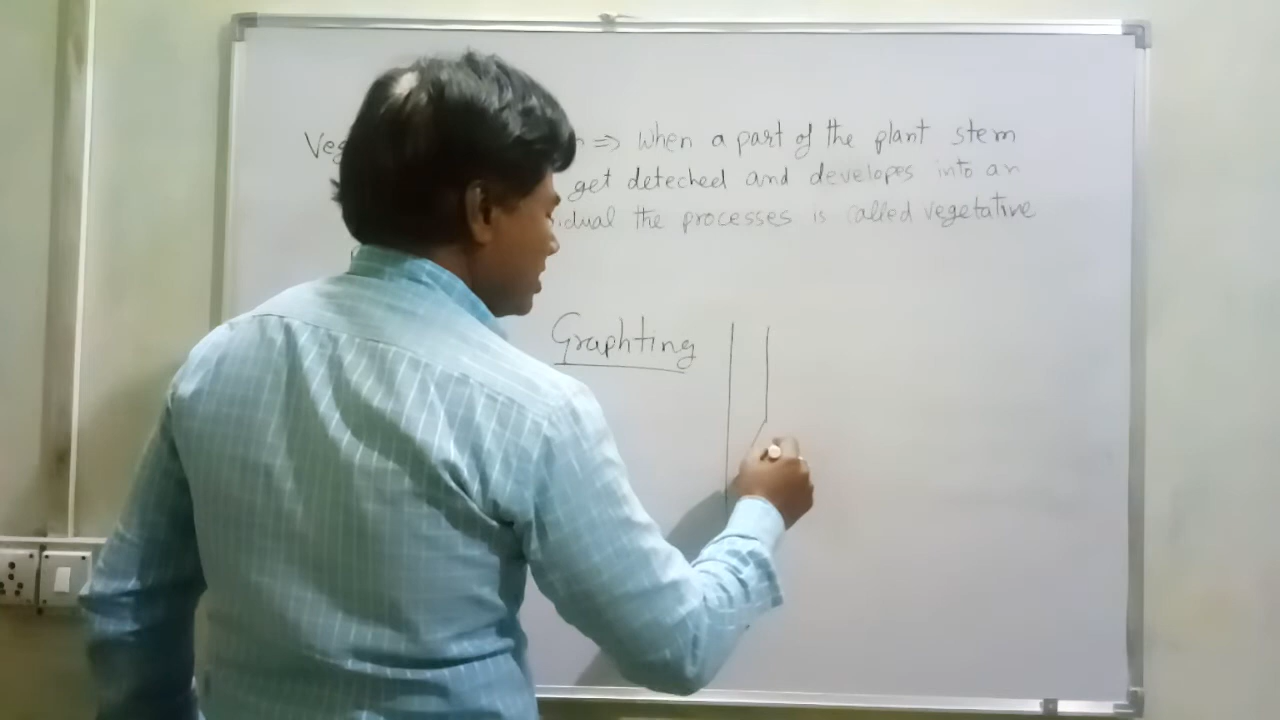 Veg ⇒ When a part of the plant stem
get deteched and developes into an
idual the processes is called vegetative
Graphting